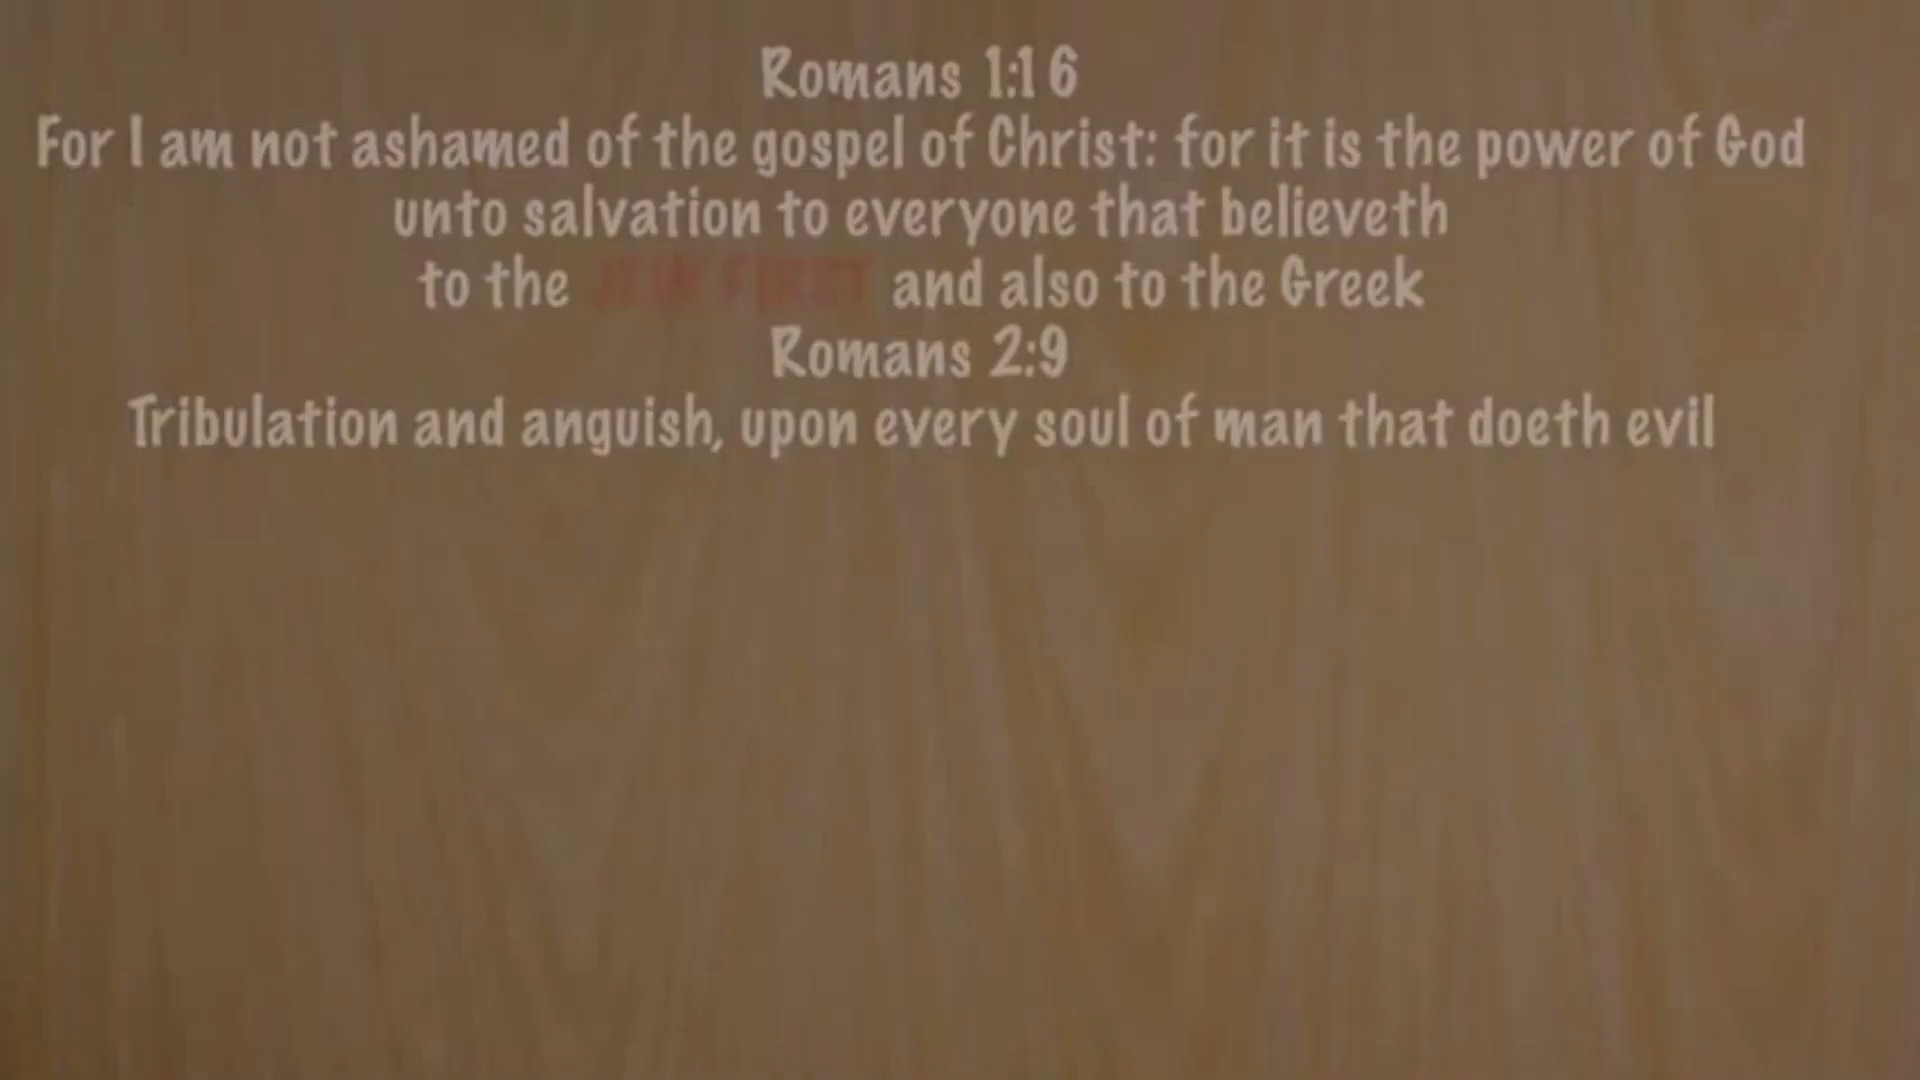 Romans 1:16
For I am not ashamed of the gospel of Christ: for it is the power of God
unto salvation to everyone that believeth
to the JEW FIRST and also to the Greek
Romans 2:9
Tribulation and anguish, upon every soul of man that doeth evil